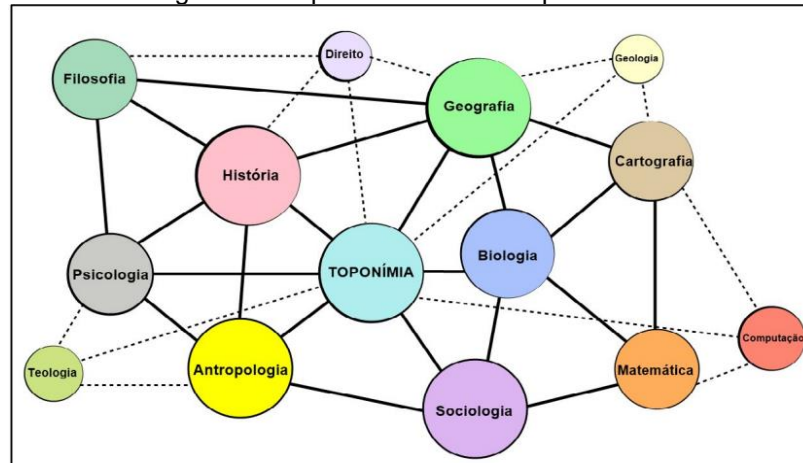 Direito
Geologia
Filosofia
Geografia
Cartografia
História
Biologia
Psicologia
TOPONÍMIA
Computação
Teologia
Antropologia
Matemática
Sociologia